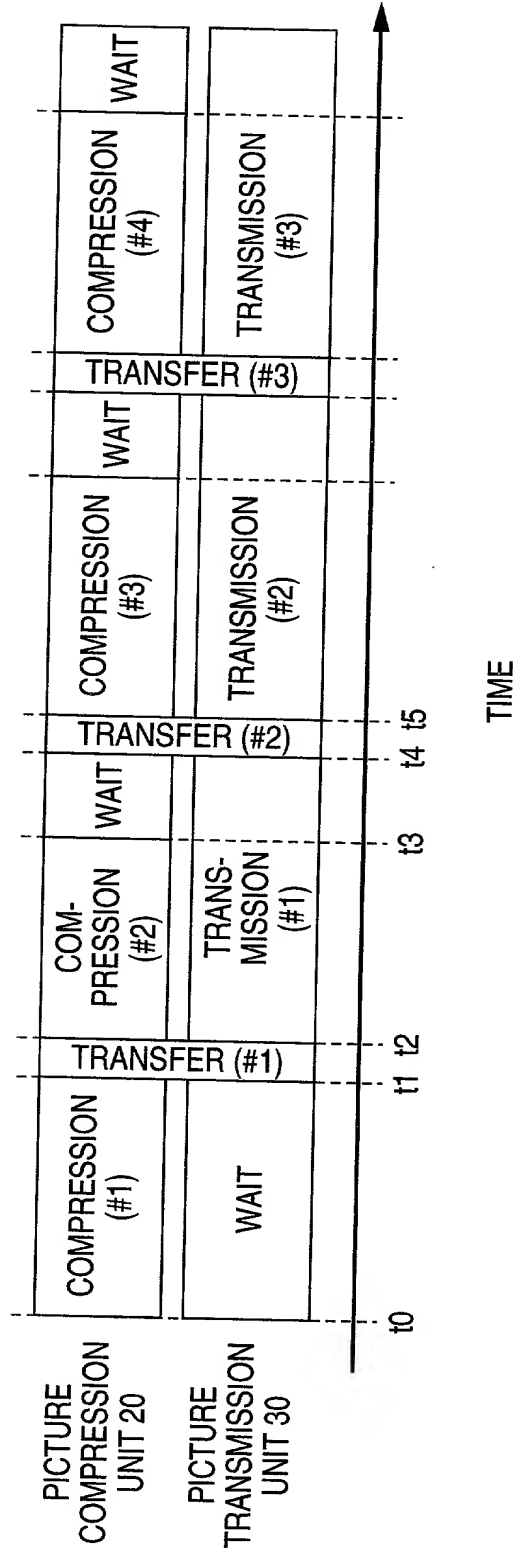 PICTURE
COMPRESSION
UNIT 20
COMPRESSION
(#1)
COM-
PRESSION
(#2)
WAIT
COMPRESSION
(#3)
WAIT
COMPRESSION
(#4)
WAIT
TRANSFER (#1)
TRANSFER (#2)
TRANSFER (#3)
PICTURE
TRANSMISSION
UNIT 30
WAIT
TRANS-
MISSION
(#1)
TRANSMISSION
(#2)
TRANSMISSION
(#3)
t0
t1
t2
t3
t4
t5
TIME